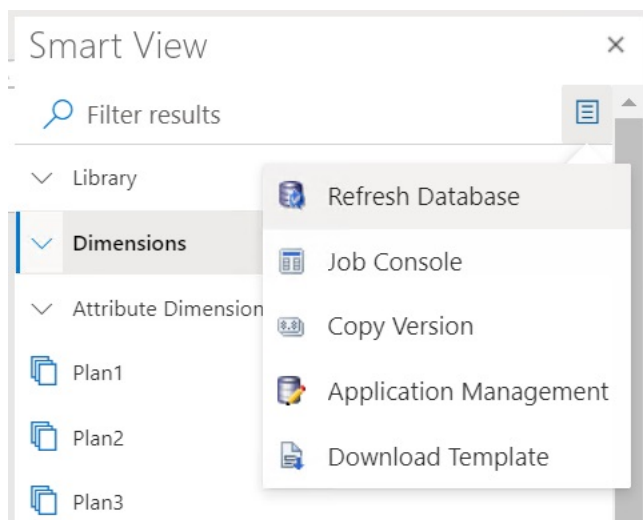 Smart View
Filter results
Library
Refresh Database
Dimensions
Job Console
Attribute Dimension
Copy Version
Plan1
Application Management
Plan2
Download Template
Plan3